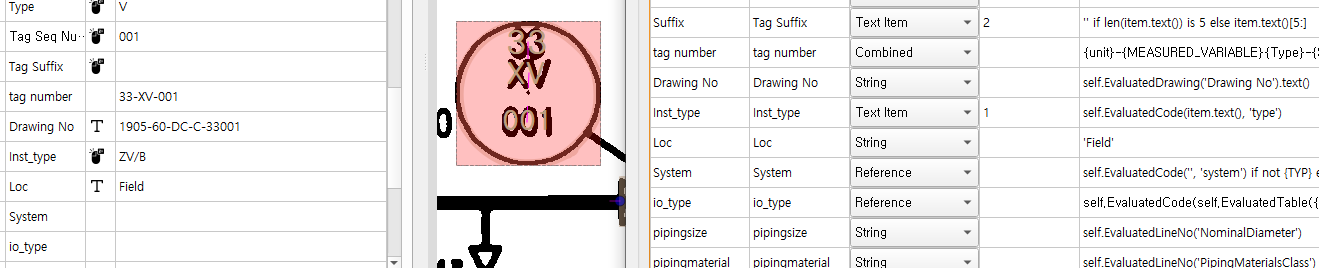 Type V
Tag Seq Nu··· 001
Tag Suffix
tag number 33-XV-001
Drawing No T 1905-60-DC-C-33001
Inst_type ZV/B
Loc T Field
System
io_type
33
XV
001
0
Suffix Tag Suffix Text Item 2 '' if len(item.text()) is 5 else item.text()[5:]
tag number tag number Combined {unit}-{MEASURED_VARIABLE}{Type}-{S
Drawing No Drawing No String self.EvaluatedDrawing('Drawing No').text()
Inst_type Inst_type Text Item 1 self.EvaluatedCode(item.text(), 'type')
Loc Loc String 'Field'
System System Reference self.EvaluatedCode('', 'system') if not {TYP} e
io_type io_type Reference self.EvaluatedCode(self.EvaluatedTable({
pipingsize pipingsize String self.EvaluatedLineNo('NominalDiameter')
pipingmaterial pipingmaterial String self.EvaluatedLineNo('PipingMaterialsClass')